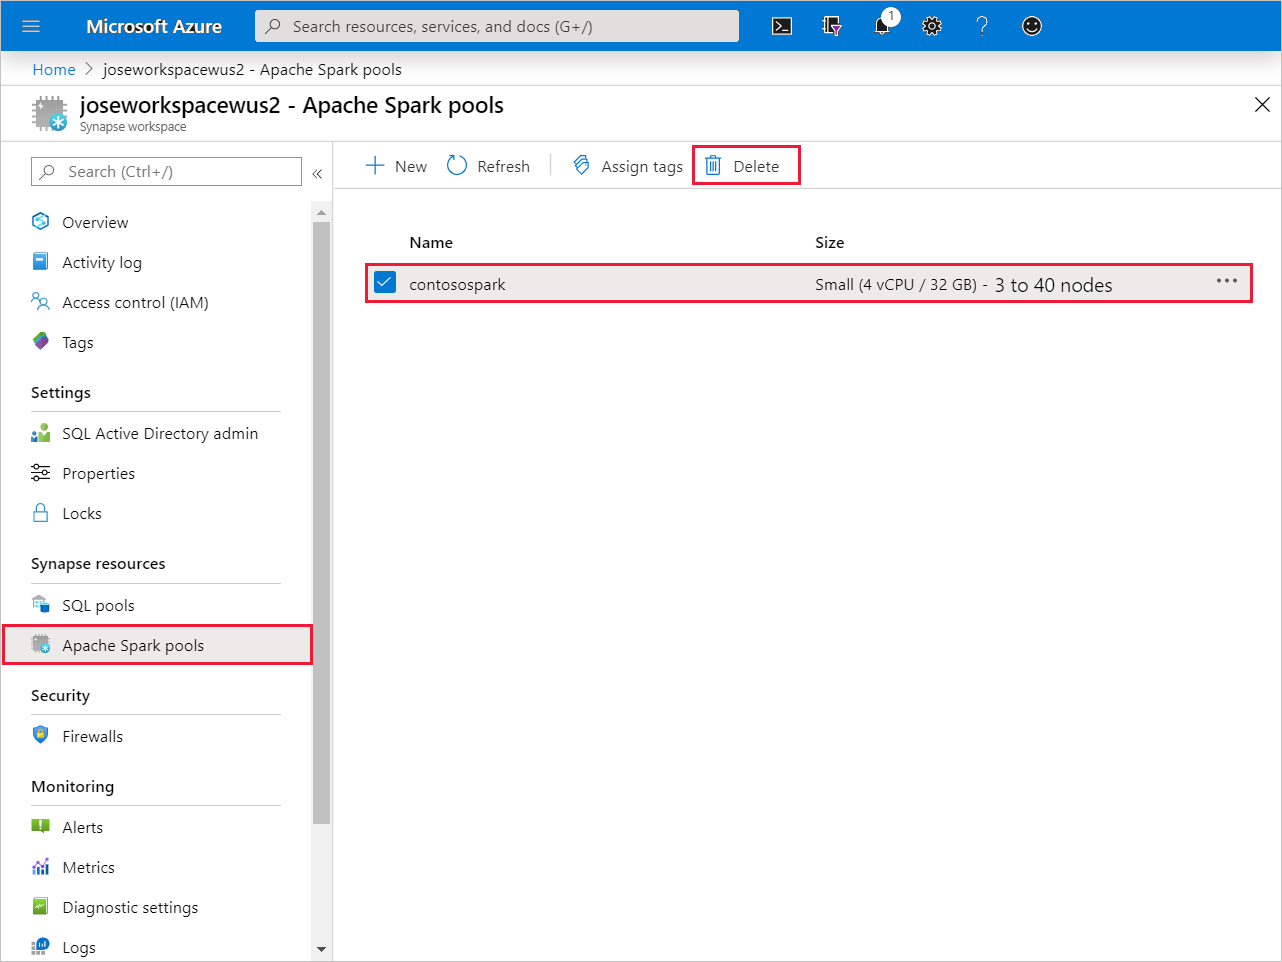 Microsoft Azure
Search resources, services, and docs (G+/)
1
Home > joseworkspacewus2 - Apache Spark pools
joseworkspacewus2 - Apache Spark pools
Synapse workspace
Search (Ctrl+/)
«
New
Refresh
Assign tags
Delete
Overview
Activity log
Access control (IAM)
Tags
Settings
SQL Active Directory admin
Properties
Locks
Synapse resources
SQL pools
Apache Spark pools
Security
Firewalls
Monitoring
Alerts
Metrics
Diagnostic settings
Logs
Name Size
contosospark Small (4 vCPU / 32 GB) - 3 to 40 nodes